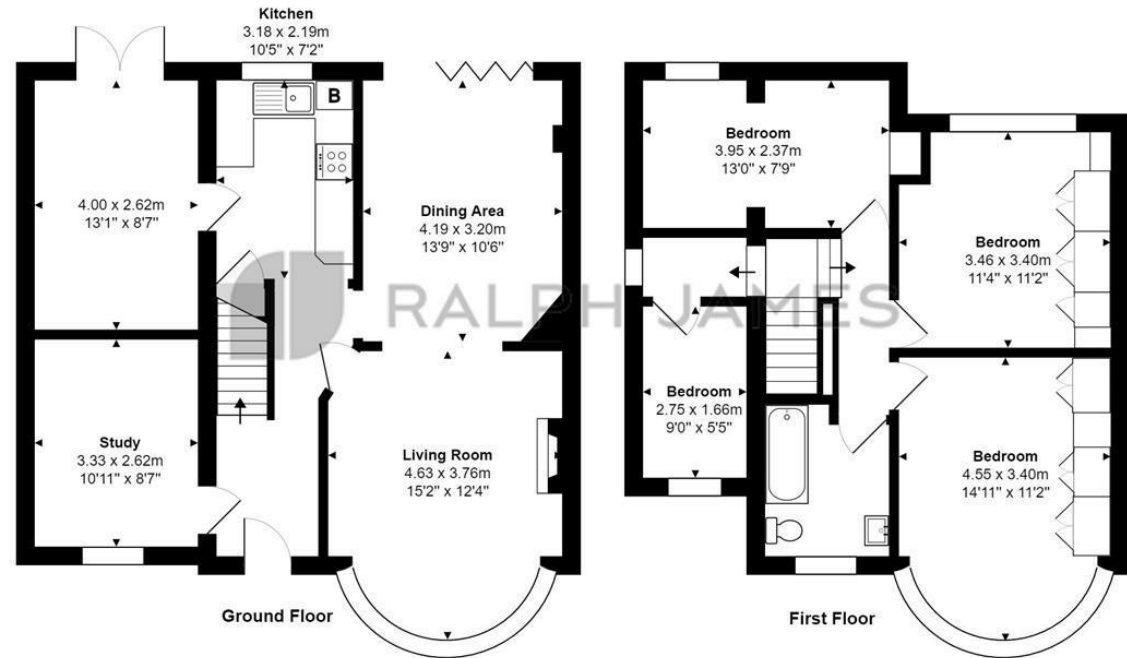 Kitchen
3.18 x 2.19m
10'5" x 7'2"
B
4.00 x 2.62m
13'1" x 8'7"
Dining Area
4.19 x 3.20m
13'9" x 10'6"
Study
3.33 x 2.62m
10'11" x 8'7"
Living Room
4.63 x 3.76m
15'2" x 12'4"
Ground Floor
RALPH JAMES
Bedroom
3.95 x 2.37m
13'0" x 7'9"
Bedroom
3.46 x 3.40m
11'4" x 11'2"
Bedroom
2.75 x 1.66m
9'0" x 5'5"
Bedroom
4.55 x 3.40m
14'11" x 11'2"
First Floor